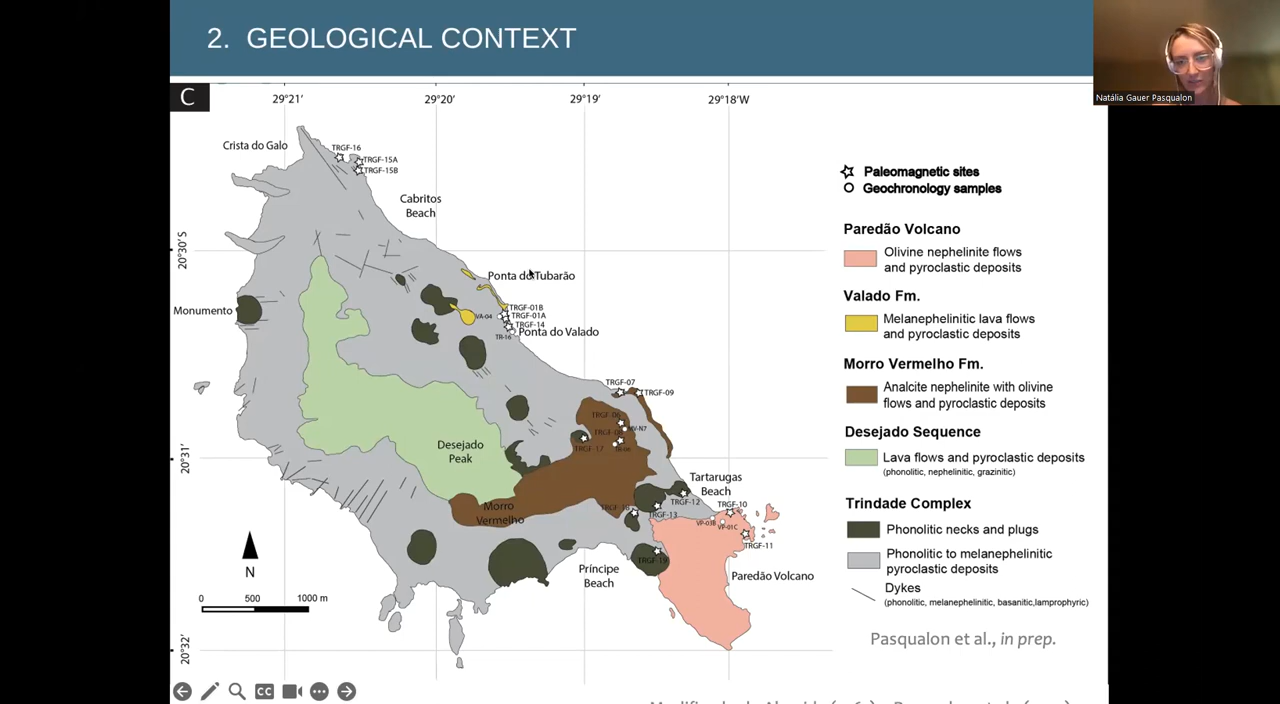 2. GEOLOGICAL CONTEXT
Natália Gauer Pasqualon
C
29°21’
29°20’
29°19’
29°18’W
Crista do Galo
TRGF-16
TRGF-15A
TRGF-15B
Cabritos
Beach
20°30’S
Ponta do Tubarão
Monumento
VA-04
TRGF-01B
TRGF-01A
TRGF-14
TR-16
Ponta do Valado
TRGF-07
TRGF-09
TRGF-17
MV-N7
20°31’
Desejado
Peak
Tartarugas
Beach
Morro
Vermelho
TRGF-12
TRGF-13
TRGF-10
VP-01C
TRGF-11
TRGF-19
Príncipe
Beach
Paredão Volcano
20°32’
N
0 500 1000 m
Paleomagnetic sites
Geochronology samples
Paredão Volcano
Olivine nephelinite flows
and pyroclastic deposits
Valado Fm.
Melanephelinitic lava flows
and pyroclastic deposits
Morro Vermelho Fm.
Analcite nephelinite with olivine
flows and pyroclastic deposits
Desejado Sequence
Lava flows and pyroclastic deposits
(phonolitic, nephelinitic, grazinitic)
Trindade Complex
Phonolitic necks and plugs
Phonolitic to melanephelinitic
pyroclastic deposits
Dykes
(phonolitic, melanephelinitic, basanitic,lamprophyric)
Pasqualon et al., in prep.
CC